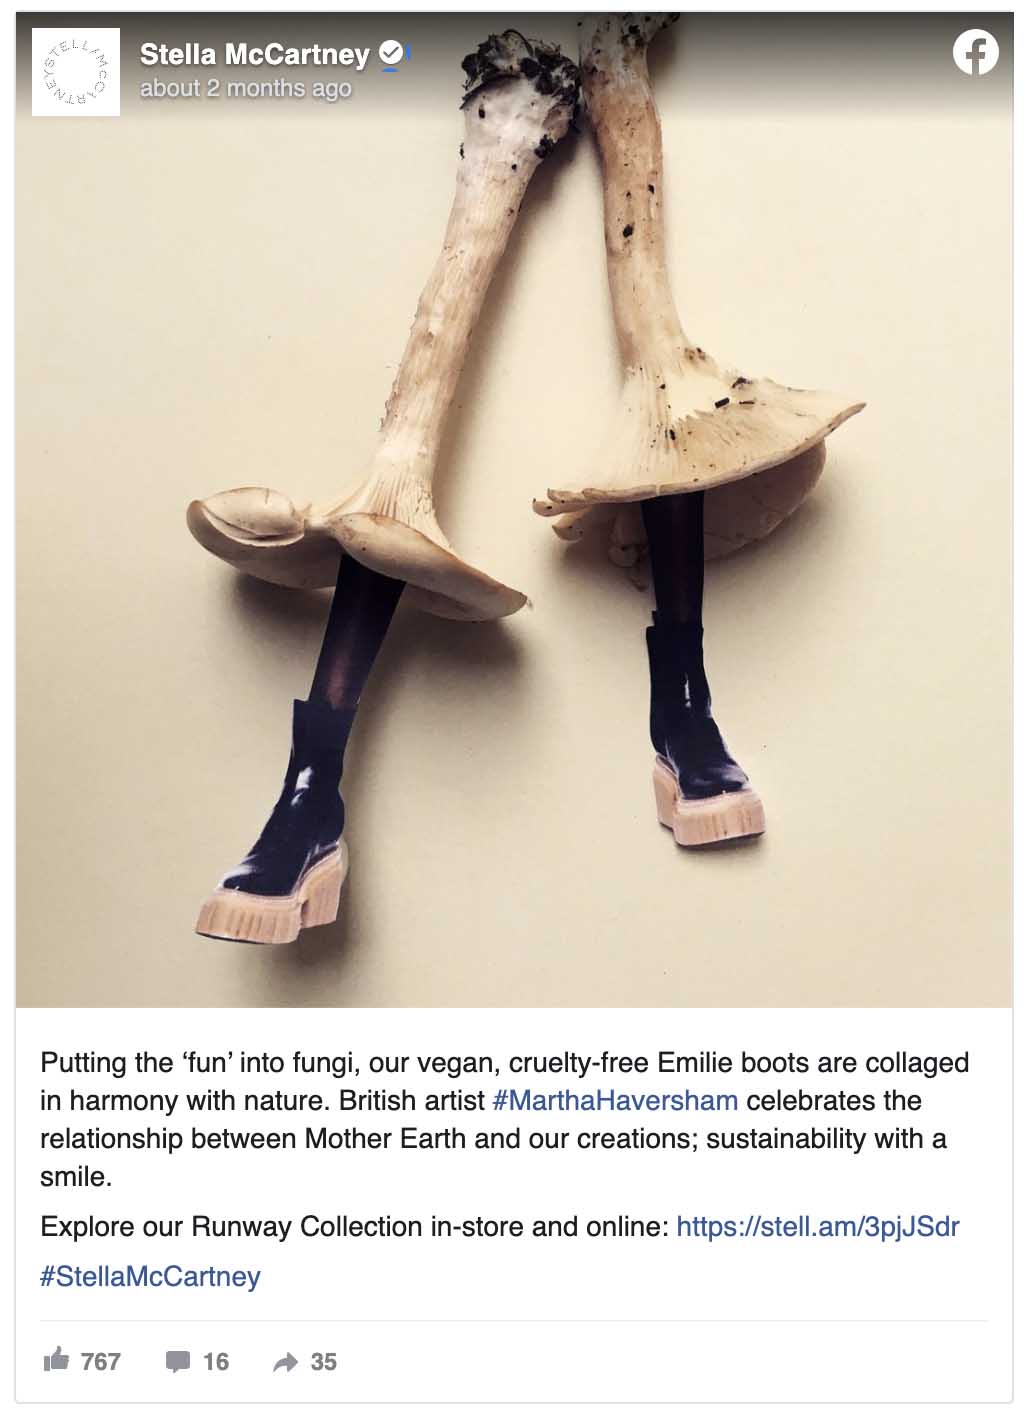 STELLA McCARTNEY
Stella McCartney
about 2 months ago
Putting the ‘fun’ into fungi, our vegan, cruelty-free Emilie boots are collaged
in harmony with nature. British artist #MarthaHaversham celebrates the
relationship between Mother Earth and our creations; sustainability with a
smile.
Explore our Runway Collection in-store and online: https://stell.am/3pjJSdr
#StellaMcCartney
767 16 35